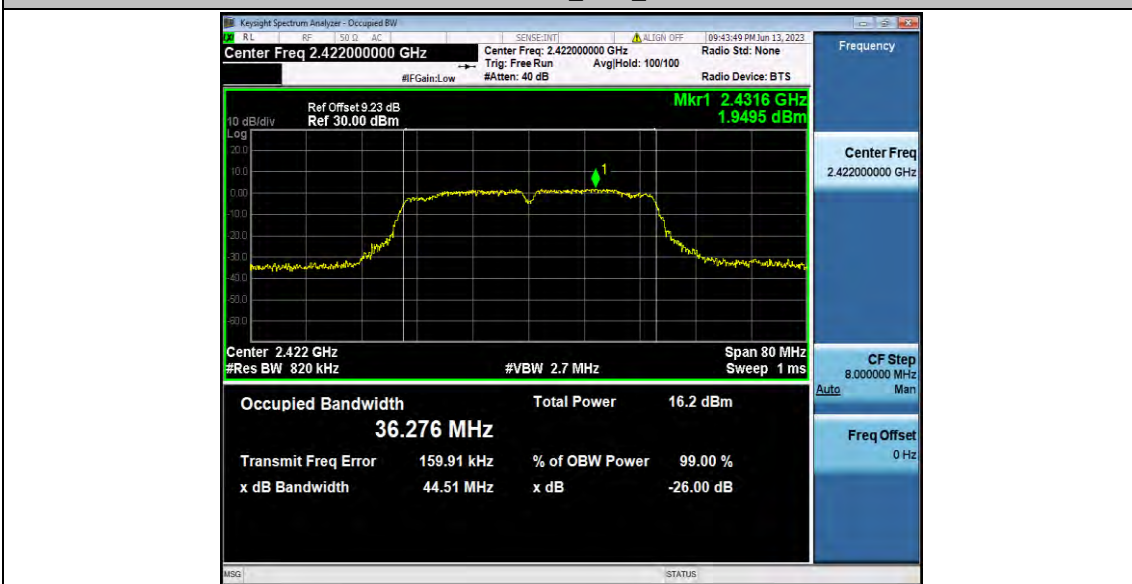 Keysight Spectrum Analyzer - Occupied BW
RL RF 50 Ω AC SENSE:INT ALIGN OFF 09:43:49 PM Jun 13, 2023
Center Freq 2.422000000 GHz Center Freq: 2.422000000 GHz Radio Std: None Frequency
Trig: Free Run Avg|Hold: 100/100
#IFGain:Low #Atten: 40 dB Radio Device: BTS
Mkr1 2.4316 GHz
Ref Offset 9.23 dB 1.9495 dBm
10 dB/div Ref 30.00 dBm
Log
20.0
10.0
0.00
-10.0
-20.0
-30.0
-40.0
-50.0
-60.0
1
Center 2.422 GHz Span 80 MHz
#Res BW 820 kHz #VBW 2.7 MHz Sweep 1 ms
Occupied Bandwidth Total Power 16.2 dBm
36.276 MHz
Transmit Freq Error 159.91 kHz % of OBW Power 99.00 %
x dB Bandwidth 44.51 MHz x dB -26.00 dB
Center Freq
2.422000000 GHz
CF Step
8.000000 MHz
Auto Man
Freq Offset
0 Hz
MSG STATUS